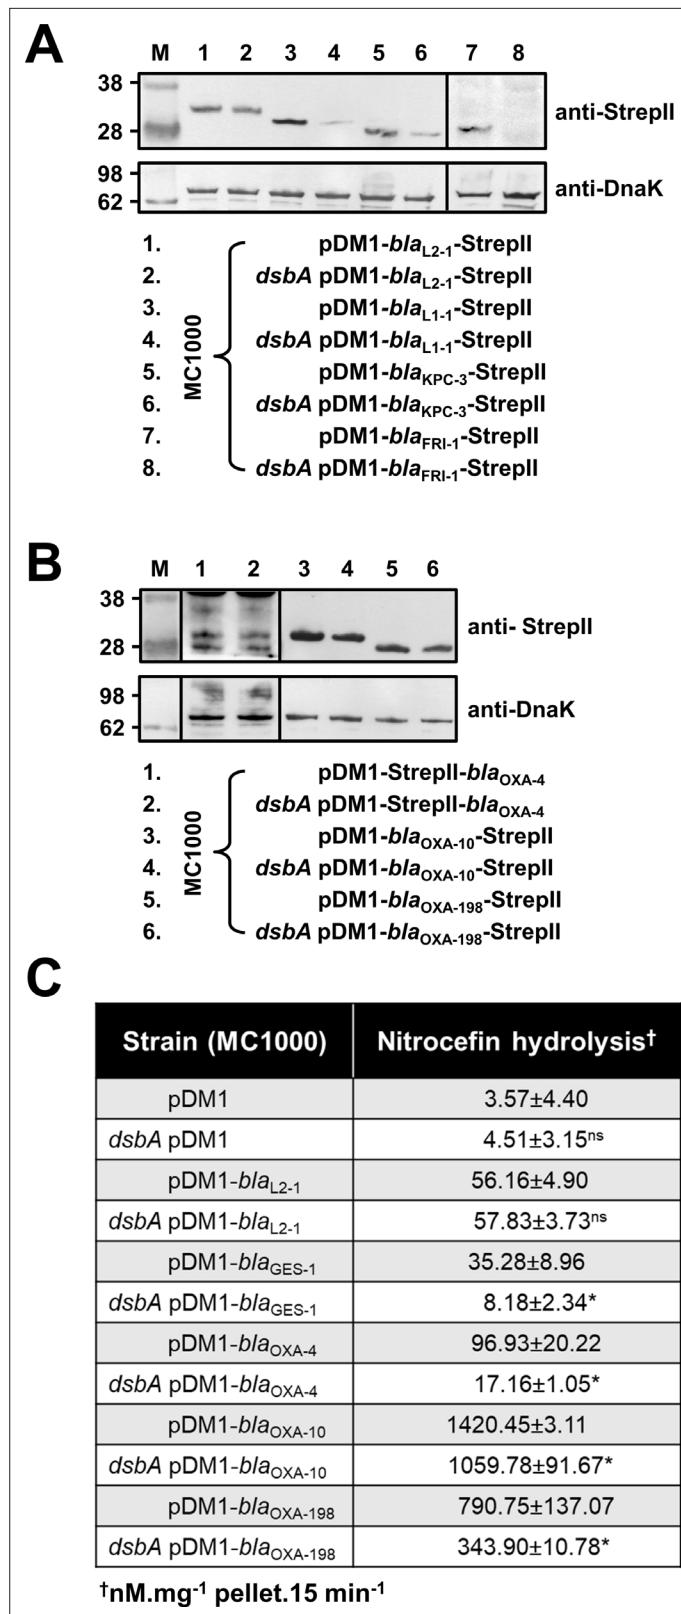 A
M 1 2 3 4 5 6 7 8
38
28
anti-StrepII
98
62
anti-DnaK
1. pDM1-blaL2-1-StrepII
2. dsbA pDM1-blaL2-1-StrepII
3. pDM1-blaL1-1-StrepII
4. dsbA pDM1-blaL1-1-StrepII
5. pDM1-blaKPC-3-StrepII
6. dsbA pDM1-blaKPC-3-StrepII
7. pDM1-blaFRI-1-StrepII
8. dsbA pDM1-blaFRI-1-StrepII
MC1000
B
M 1 2 3 4 5 6
38
28
anti- StrepII
98
62
anti-DnaK
1. pDM1-StrepII-blaOXA-4
2. dsbA pDM1-StrepII-blaOXA-4
3. pDM1-blaOXA-10-StrepII
4. dsbA pDM1-blaOXA-10-StrepII
5. pDM1-blaOXA-198-StrepII
6. dsbA pDM1-blaOXA-198-StrepII
MC1000
C
Strain (MC1000) Nitrocefin hydrolysis†
pDM1 3.57±4.40
dsbA pDM1 4.51±3.15ns
pDM1-blaL2-1 56.16±4.90
dsbA pDM1-blaL2-1 57.83±3.73ns
pDM1-blaGES-1 35.28±8.96
dsbA pDM1-blaGES-1 8.18±2.34*
pDM1-blaOXA-4 96.93±20.22
dsbA pDM1-blaOXA-4 17.16±1.05*
pDM1-blaOXA-10 1420.45±3.11
dsbA pDM1-blaOXA-10 1059.78±91.67*
pDM1-blaOXA-198 790.75±137.07
dsbA pDM1-blaOXA-198 343.90±10.78*
†nM.mg-1 pellet.15 min-1